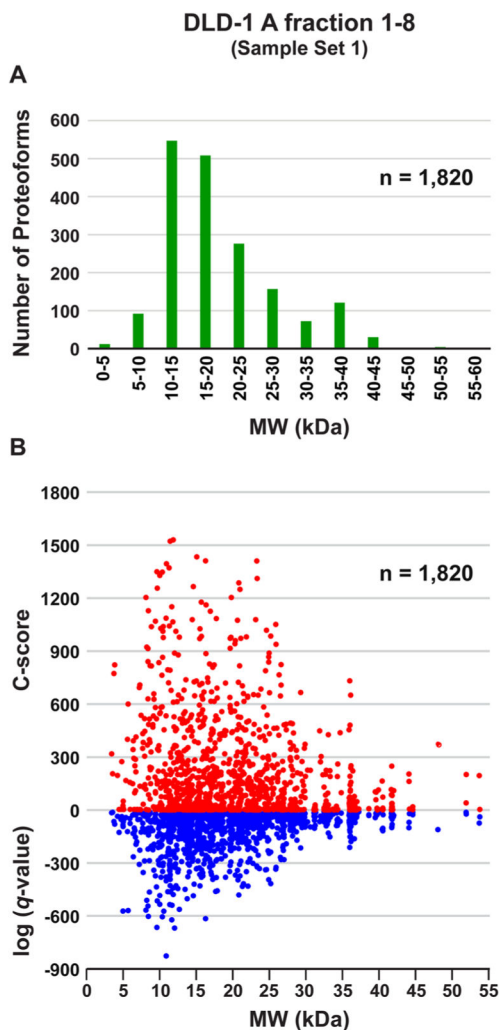 DLD-1 A fraction 1-8
(Sample Set 1)
A
Number of Proteoforms
600
500
400
300
200
100
0
n = 1,820
0-5
5-10
10-15
15-20
20-25
25-30
30-35
35-40
40-45
45-50
50-55
55-60
MW (kDa)
B
C-score
log (q-value)
1800
1500
1200
900
600
300
0
-300
-600
-900
n = 1,820
0 5 10 15 20 25 30 35 40 45 50 55
MW (kDa)